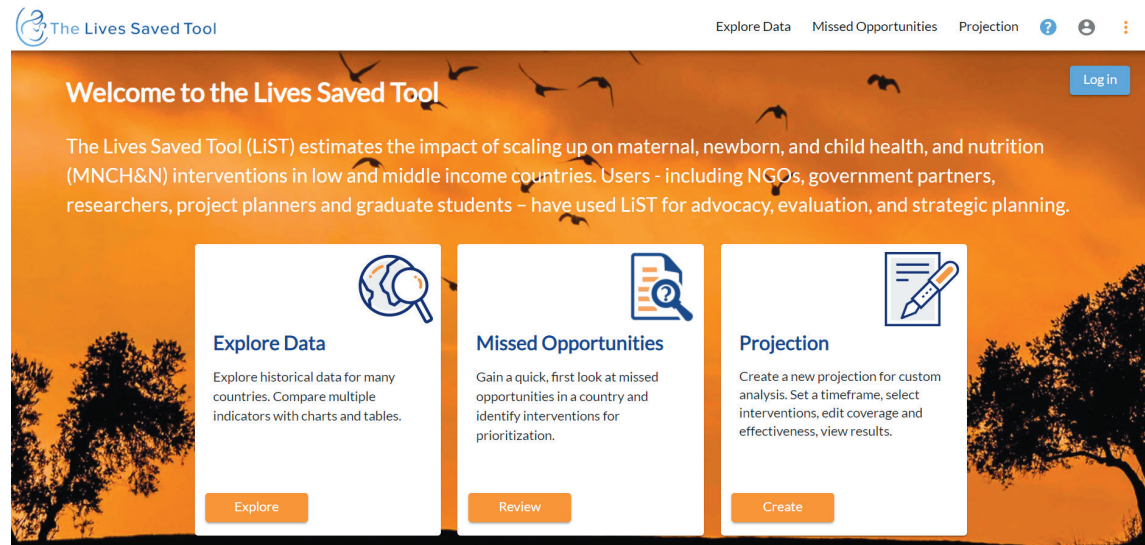 The Lives Saved Tool
Explore Data
Missed Opportunities
Projection
?
Log in
Welcome to the Lives Saved Tool
The Lives Saved Tool (LiST) estimates the impact of scaling up on maternal, newborn, and child health, and nutrition
(MNCH&N) interventions in low and middle income countries. Users - including NGOs, government partners,
researchers, project planners and graduate students – have used LiST for advocacy, evaluation, and strategic planning.
Explore Data
Explore historical data for many
countries. Compare multiple
indicators with charts and tables.
Explore
?
Missed Opportunities
Gain a quick, first look at missed
opportunities in a country and
identify interventions for
prioritization.
Review
Projection
Create a new projection for custom
analysis. Set a timeframe, select
interventions, edit coverage and
effectiveness, view results.
Create